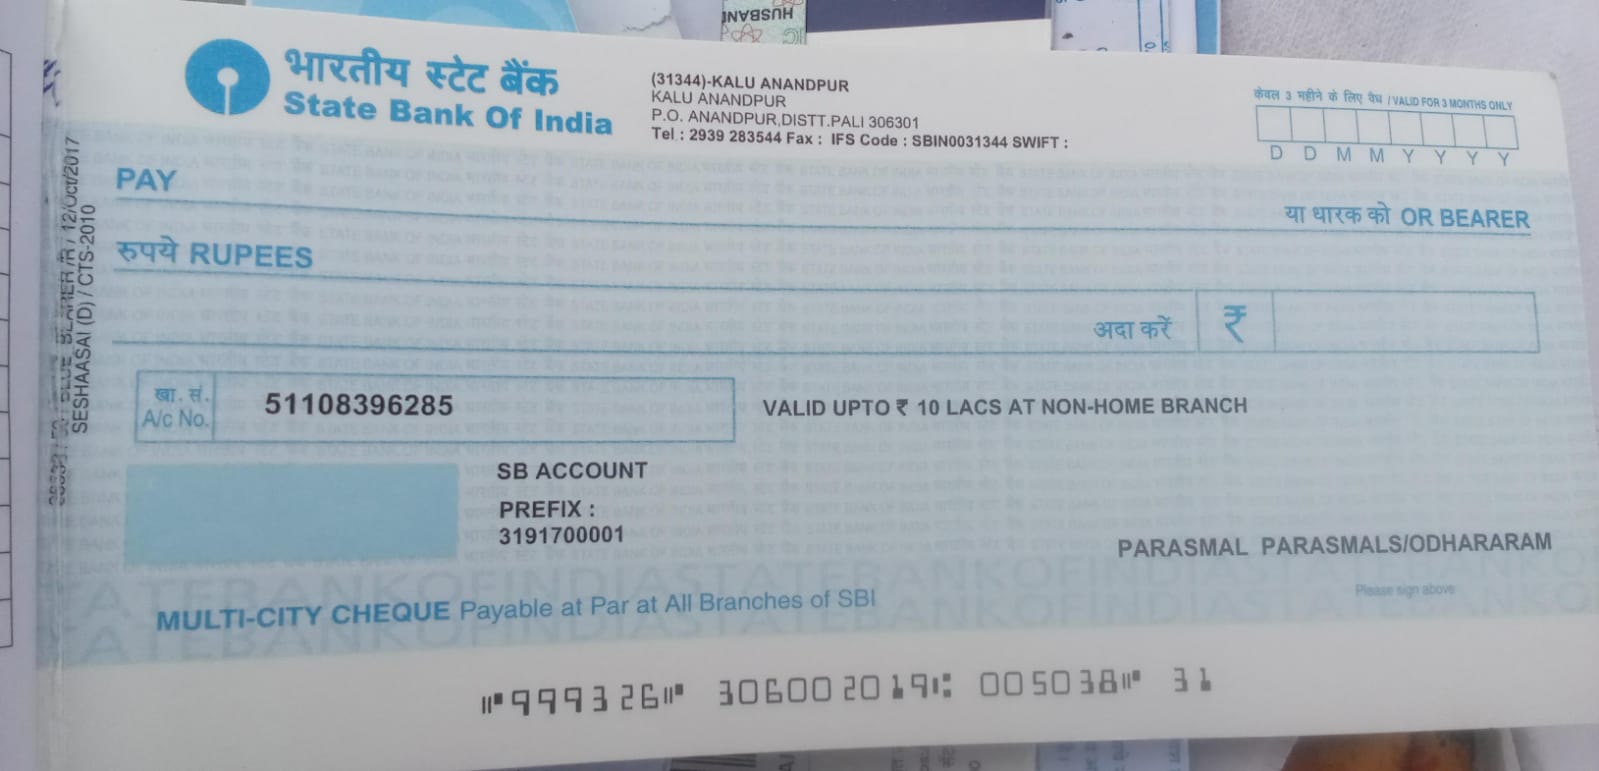 HUSBAN
भारतीय स्टेट बैंक
State Bank Of India
(31344)-KALU ANANDPUR
KALU ANANDPUR
P.O. ANANDPUR,DISTT.PALI 306301
Tel : 2939 283544 Fax : IFS Code : SBIN0031344 SWIFT :
केवल 3 महीने के लिए वैध / VALID FOR 3 MONTHS ONLY
D D M M Y Y Y Y
PAY
या धारक को OR BEARER
रुपये RUPEES
अदा करें ₹
खा. सं.
A/c No.
51108396285
VALID UPTO ₹ 10 LACS AT NON-HOME BRANCH
SB ACCOUNT
PREFIX :
3191700001
PARASMAL PARASMALS/ODHARARAM
Please sign above
MULTI-CITY CHEQUE Payable at Par at All Branches of SBI
STATEBANKOFINDIASTATEBANKOFINDIASTATEBANKO
⑈999326⑈ 306002019⑆ 005038⑈ 31
12/Oct/2017
SESHAASAI (D) / CTS-2010